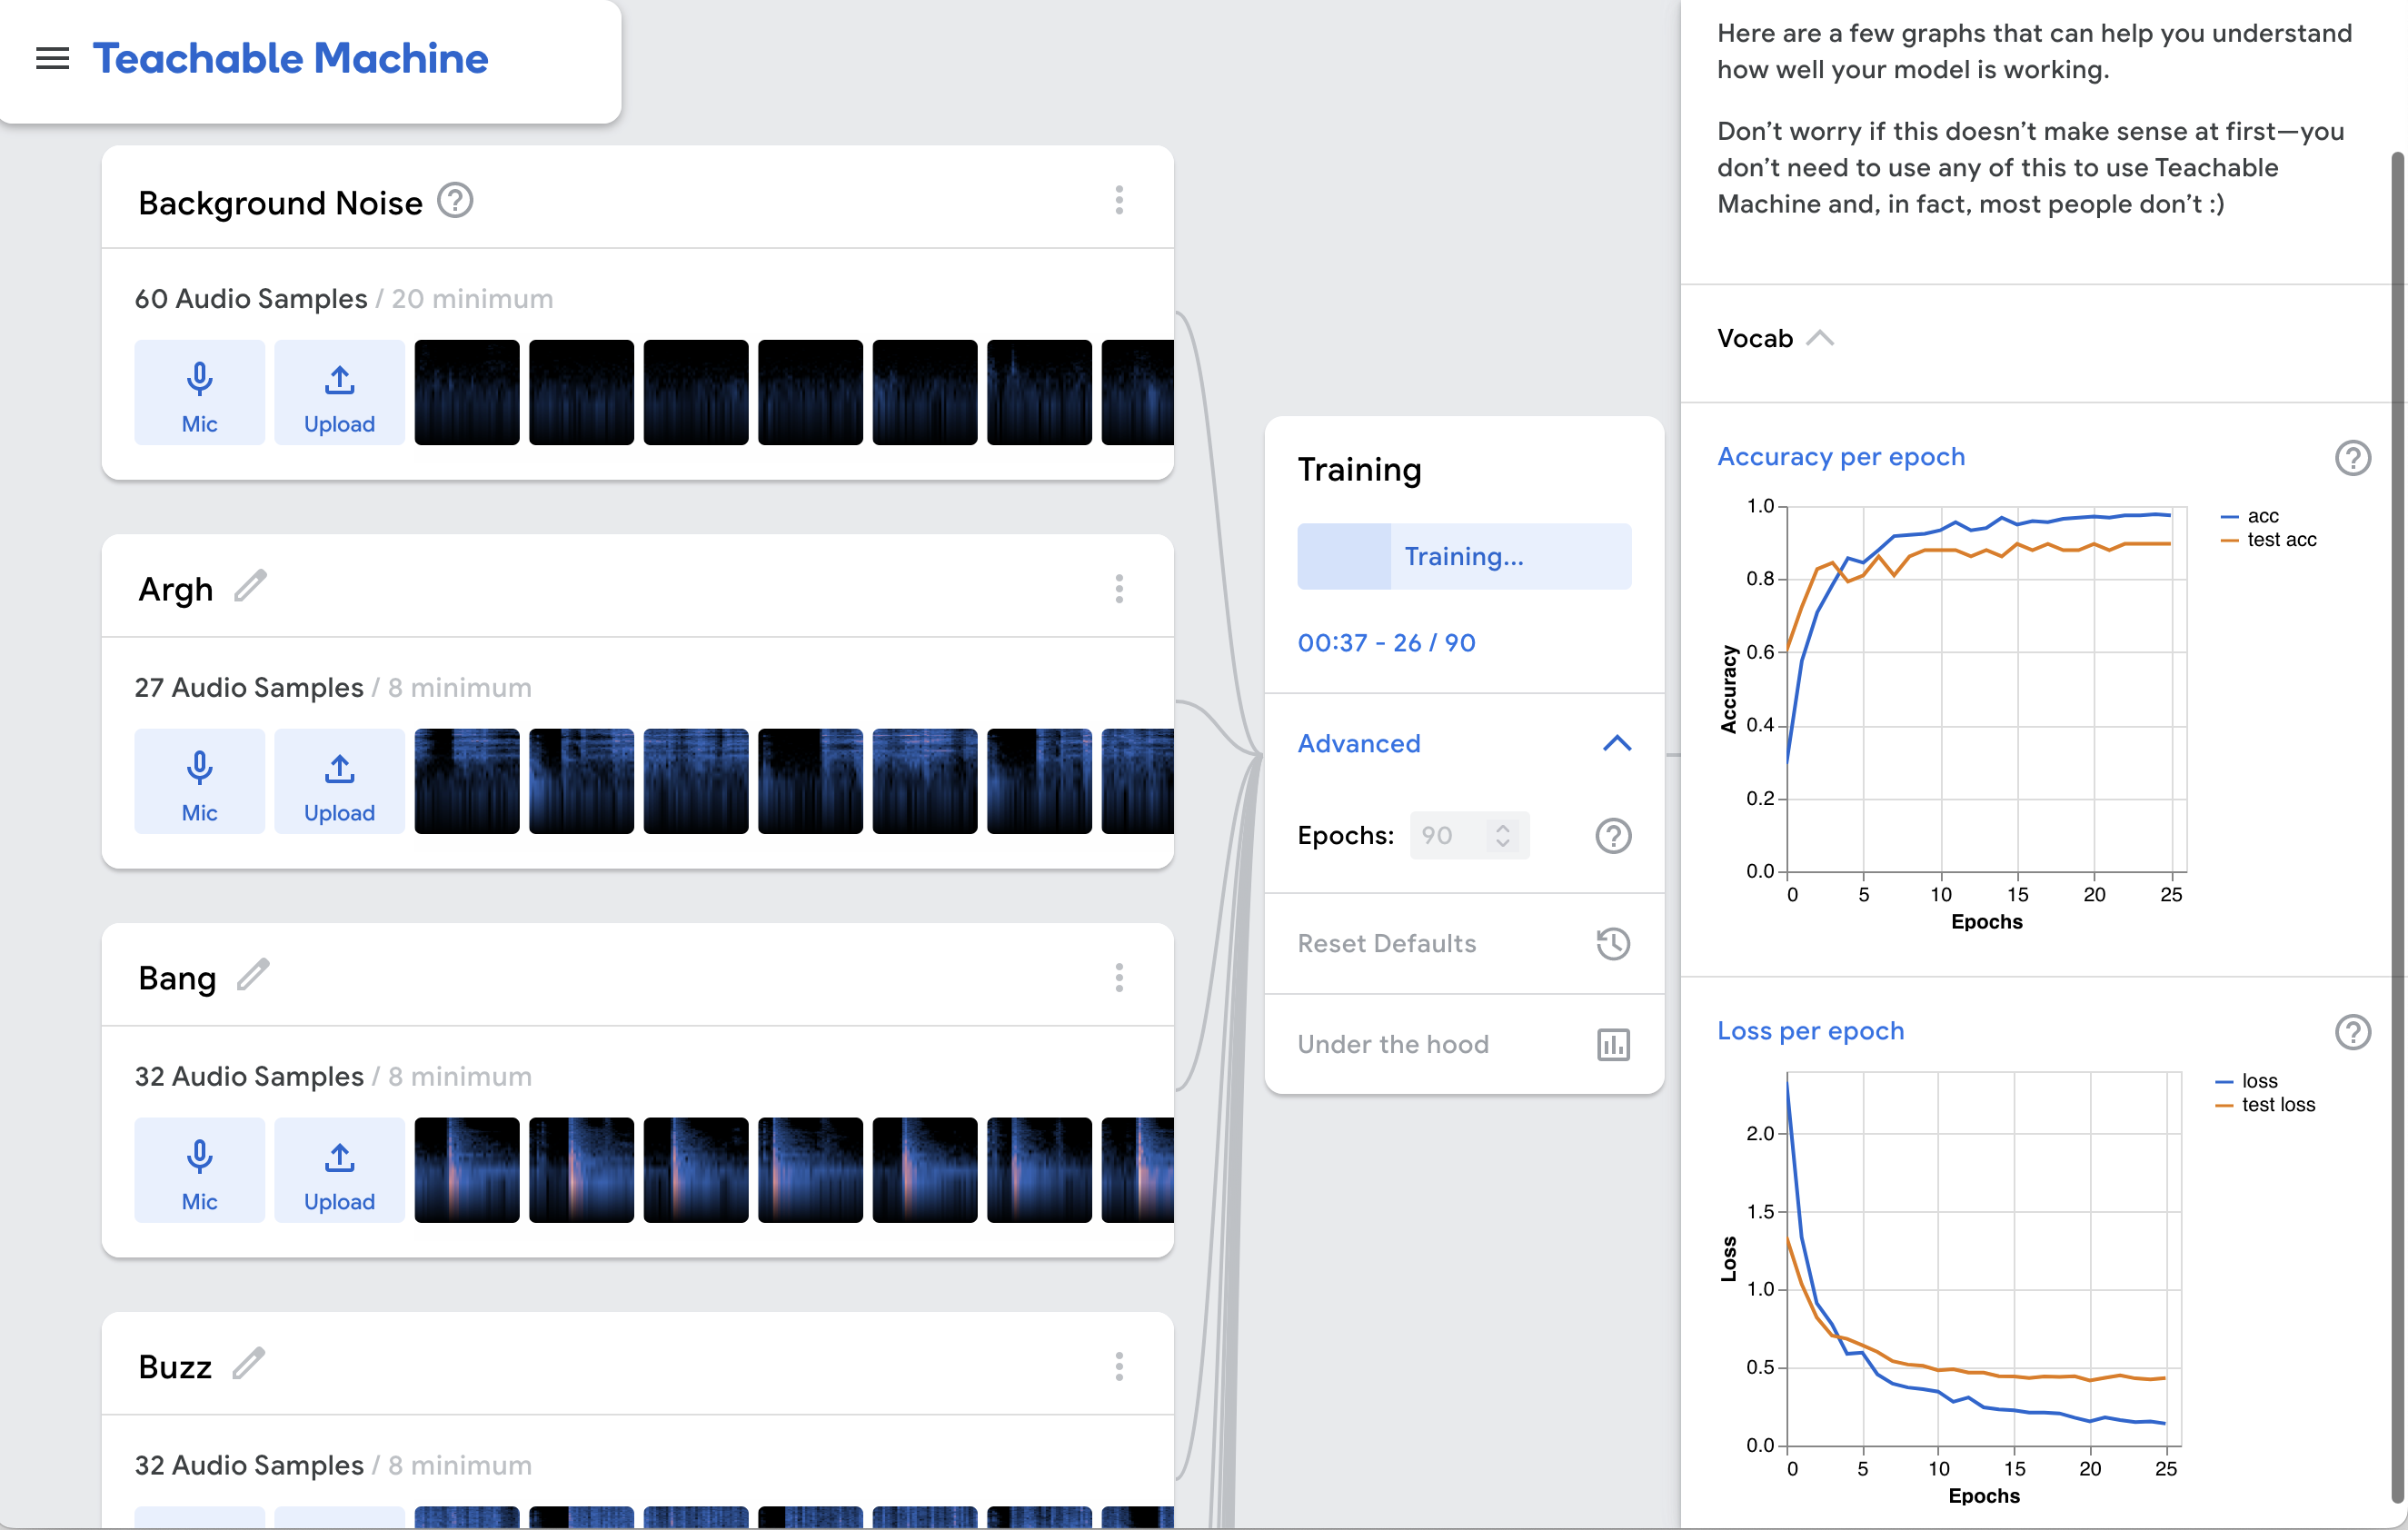 Teachable Machine
Background Noise
60 Audio Samples / 20 minimum
Mic
Upload
Argh
27 Audio Samples / 8 minimum
Mic
Upload
Bang
32 Audio Samples / 8 minimum
Mic
Upload
Buzz
32 Audio Samples / 8 minimum
Training
Training...
00:37 - 26 / 90
Advanced
Epochs: 90
Reset Defaults
Under the hood
Here are a few graphs that can help you understand
how well your model is working.
Don’t worry if this doesn’t make sense at first—you
don’t need to use any of this to use Teachable
Machine and, in fact, most people don’t :)
Vocab
Accuracy per epoch
1.0
0.8
0.6
0.4
0.2
0.0
Accuracy
0 5 10 15 20 25
Epochs
acc
test acc
Loss per epoch
2.0
1.5
1.0
0.5
0.0
Loss
0 5 10 15 20 25
Epochs
loss
test loss